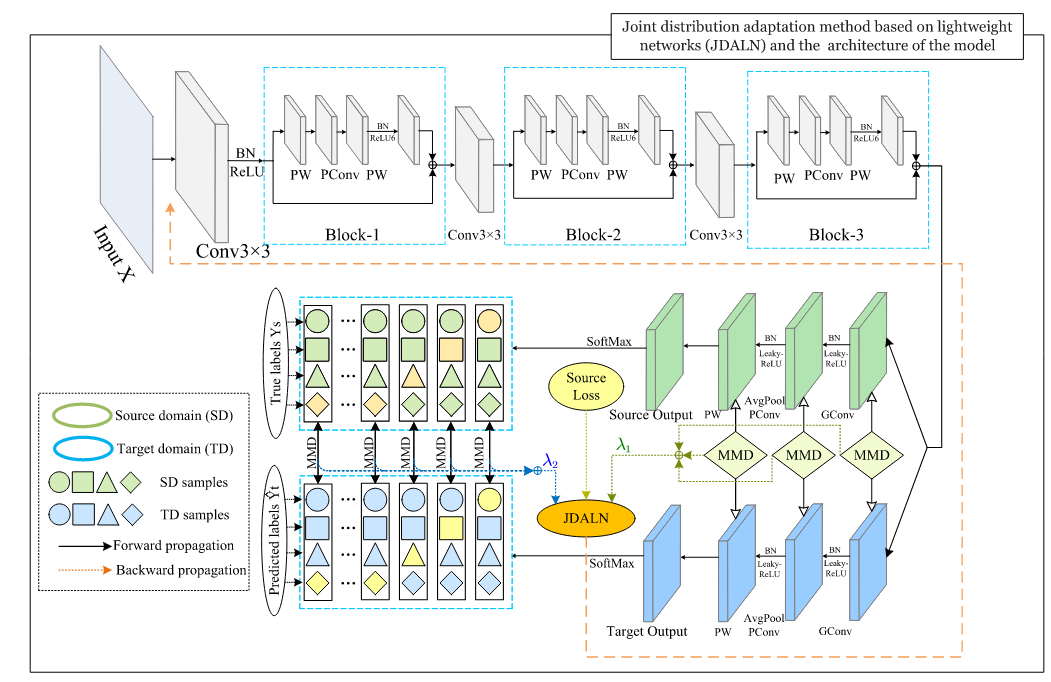 Joint distribution adaptation method based on lightweight
networks (JDALN) and the architecture of the model
Input X
Conv3×3
BN
ReLU
PW
PConv
PW
BN
ReLU6
Block-1
Conv3×3
PW
PConv
PW
BN
ReLU6
Block-2
Conv3×3
PW
PConv
PW
BN
ReLU6
Block-3
True labels Ys
...
...
...
...
SoftMax
Source Output
PW
BN
Leaky-
ReLU
AvgPool
PConv
BN
Leaky-
ReLU
GConv
Source
Loss
λ1
MMD
MMD
MMD
MMD
MMD
MMD
MMD
MMD
λ2
JDALN
Predicted labels Ŷt
...
...
...
...
SoftMax
Target Output
PW
BN
Leaky-
ReLU
AvgPool
PConv
BN
Leaky-
ReLU
GConv
Source domain (SD)
Target domain (TD)
SD samples
TD samples
Forward propagation
Backward propagation